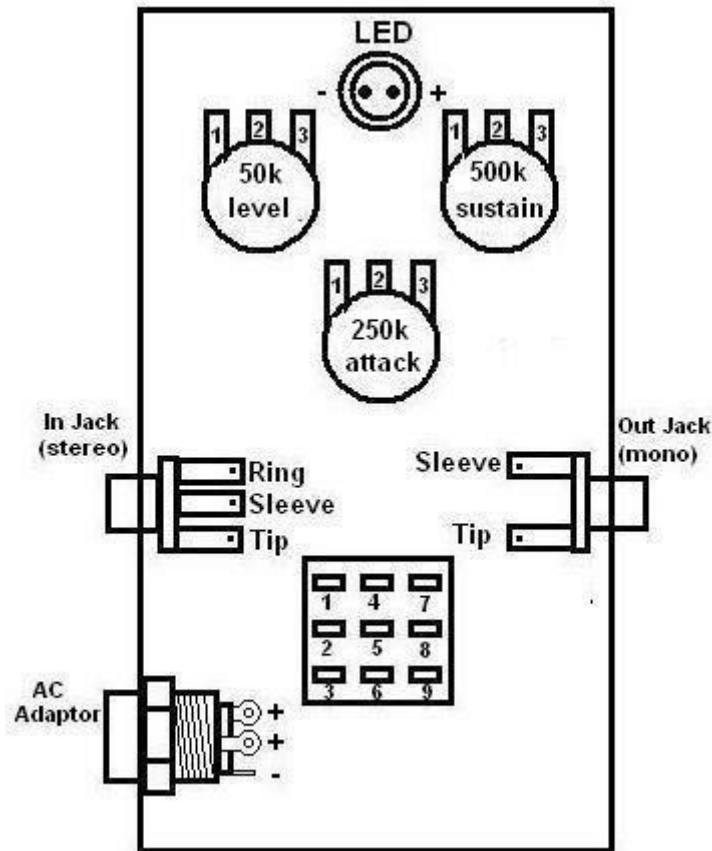 LED
- +
1 2 3
50k
level
1 2 3
500k
sustain
1 2 3
250k
attack
In Jack
(stereo)
Ring
Sleeve
Tip
Out Jack
(mono)
Sleeve
Tip
1 4 7
2 5 8
3 6 9
AC
Adaptor
+
+
-